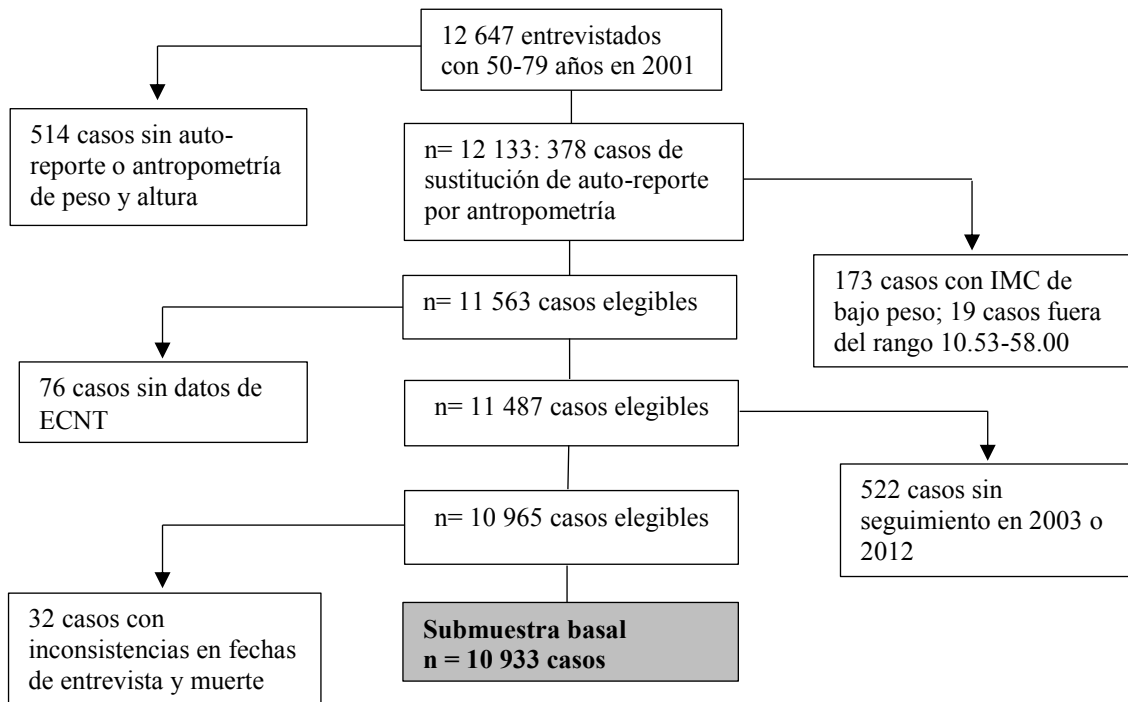 12 647 entrevistados
con 50-79 años en 2001
514 casos sin auto-
reporte o antropometría
de peso y altura
n= 12 133: 378 casos de
sustitución de auto-reporte
por antropometría
173 casos con IMC de
bajo peso; 19 casos fuera
del rango 10.53-58.00
n= 11 563 casos elegibles
76 casos sin datos de
ECNT
n= 11 487 casos elegibles
522 casos sin
seguimiento en 2003 o
2012
n= 10 965 casos elegibles
32 casos con
inconsistencias en fechas
de entrevista y muerte
Submuestra basal
n = 10 933 casos